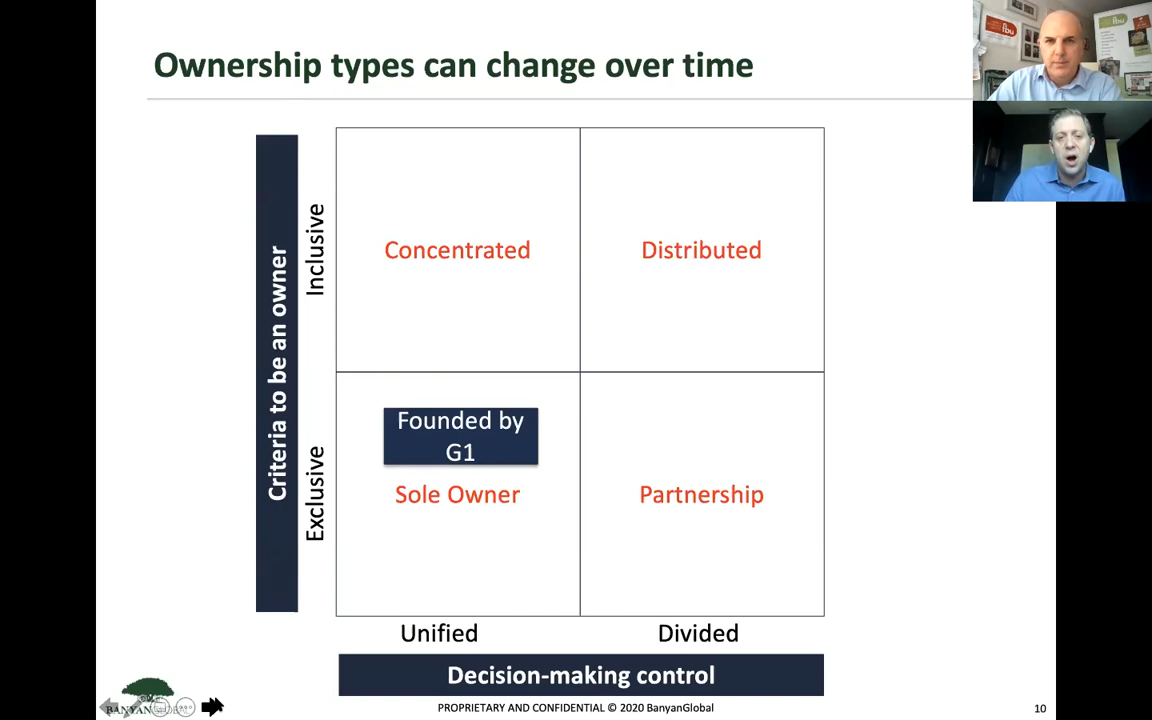 Ownership types can change over time
Criteria to be an owner
Inclusive
Exclusive
Concentrated
Distributed
Founded by
G1
Sole Owner
Partnership
Unified
Divided
Decision-making control
PROPRIETARY AND CONFIDENTIAL © 2020 BanyanGlobal
10
fbu